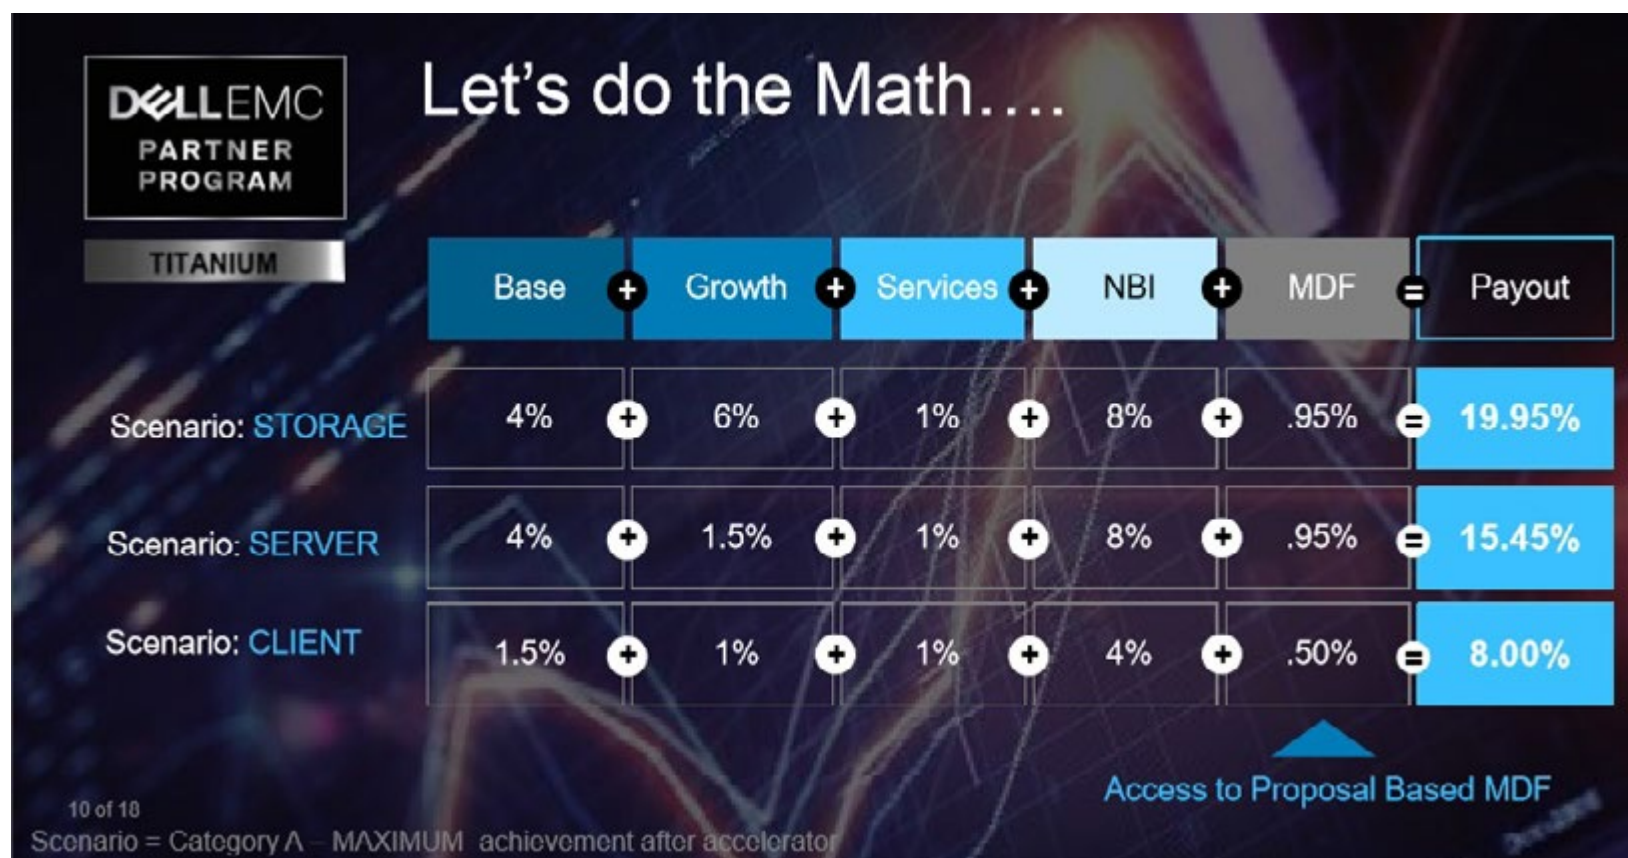 DELLEMC
PARTNER
PROGRAM
TITANIUM
Let's do the Math....
Base + Growth + Services + NBI + MDF = Payout
Scenario: STORAGE 4% + 6% + 1% + 8% + .95% = 19.95%
Scenario: SERVER 4% + 1.5% + 1% + 8% + .95% = 15.45%
Scenario: CLIENT 1.5% + 1% + 1% + 4% + .50% = 8.00%
Access to Proposal Based MDF
10 of 18
Scenario = Category A – MAXIMUM achievement after accelerator